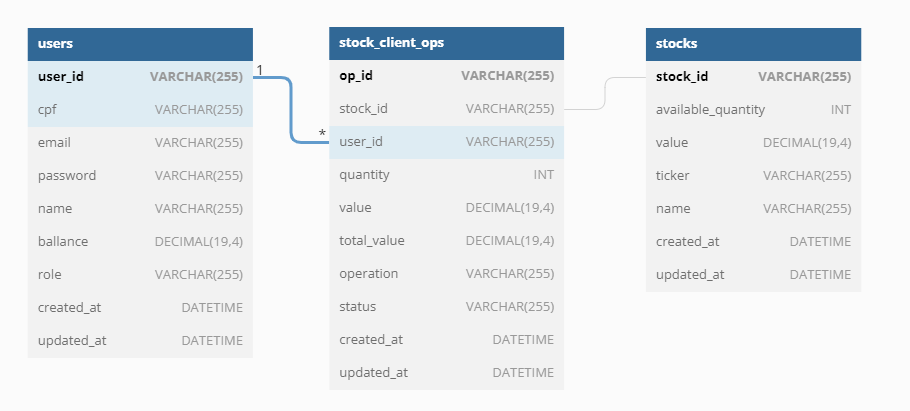 users
user_id VARCHAR(255)
cpf VARCHAR(255)
email VARCHAR(255)
password VARCHAR(255)
name VARCHAR(255)
ballance DECIMAL(19,4)
role VARCHAR(255)
created_at DATETIME
updated_at DATETIME
1
*
stock_client_ops
op_id VARCHAR(255)
stock_id VARCHAR(255)
user_id VARCHAR(255)
quantity INT
value DECIMAL(19,4)
total_value DECIMAL(19,4)
operation VARCHAR(255)
status VARCHAR(255)
created_at DATETIME
updated_at DATETIME
stocks
stock_id VARCHAR(255)
available_quantity INT
value DECIMAL(19,4)
ticker VARCHAR(255)
name VARCHAR(255)
created_at DATETIME
updated_at DATETIME